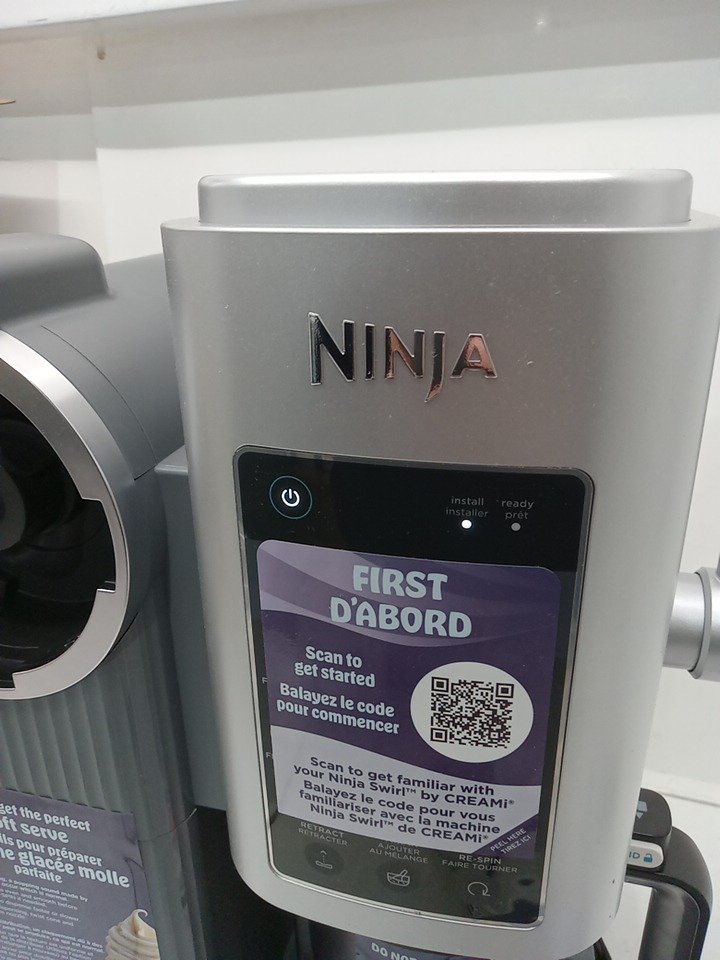 NINJA
install ready
installer prêt
FIRST
D'ABORD
Scan to
get started
Balayez le code
pour commencer
Scan to get familiar with
your Ninja Swirl™ by CREAMi®
Balayez le code pour vous
familiariser avec la machine
Ninja Swirl™ de CREAMi®
PEEL HERE
TIREZ ICI
RETRACT
RÉTRACTER
AJOUTER
AU MÉLANGE
RE-SPIN
FAIRE TOURNER
get the perfect
soft serve
pour préparer
glacée molle
parfaite
DO NOT